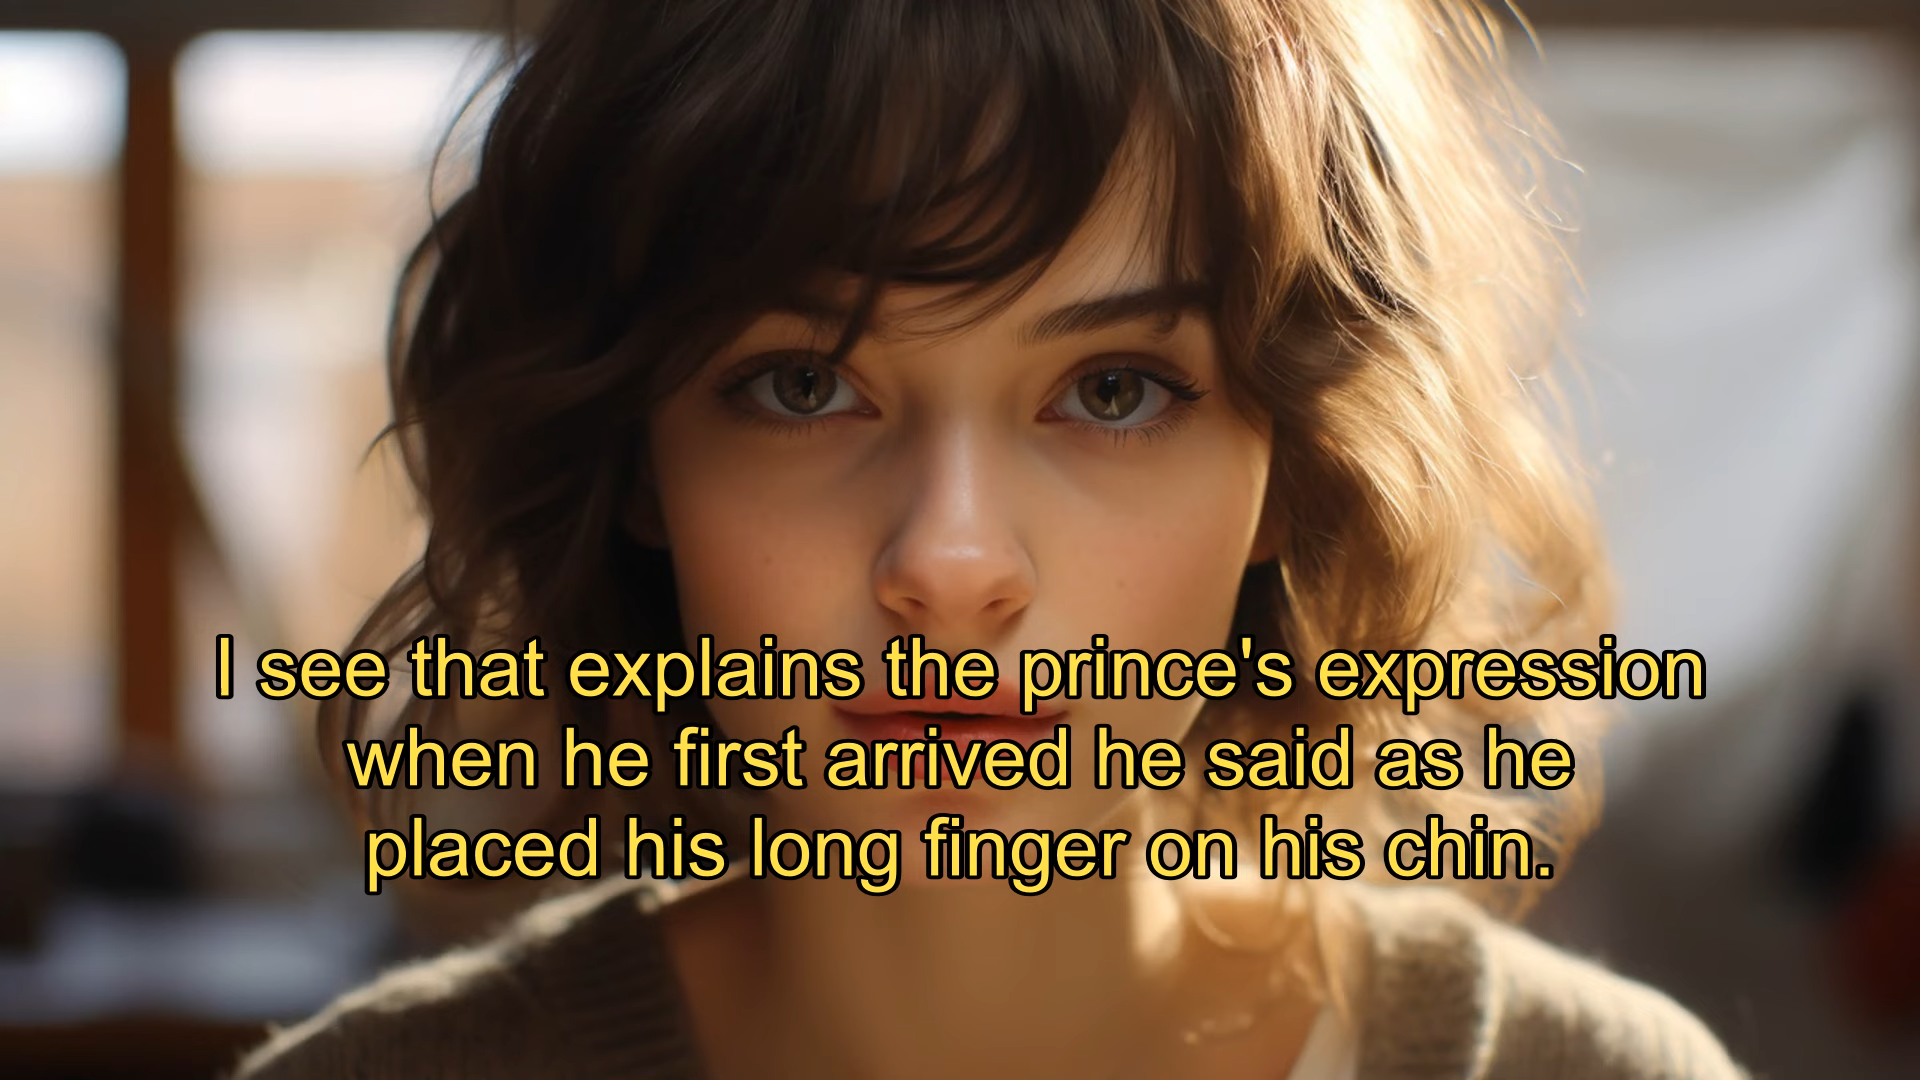 I see that explains the prince's expression
when he first arrived he said as he
placed his long finger on his chin.